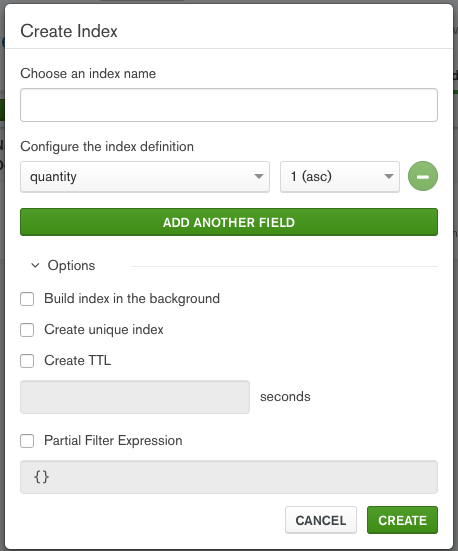 Create Index
Choose an index name
Configure the index definition
quantity 1 (asc)
ADD ANOTHER FIELD
Options
Build index in the background
Create unique index
Create TTL
seconds
Partial Filter Expression
{}
CANCEL CREATE